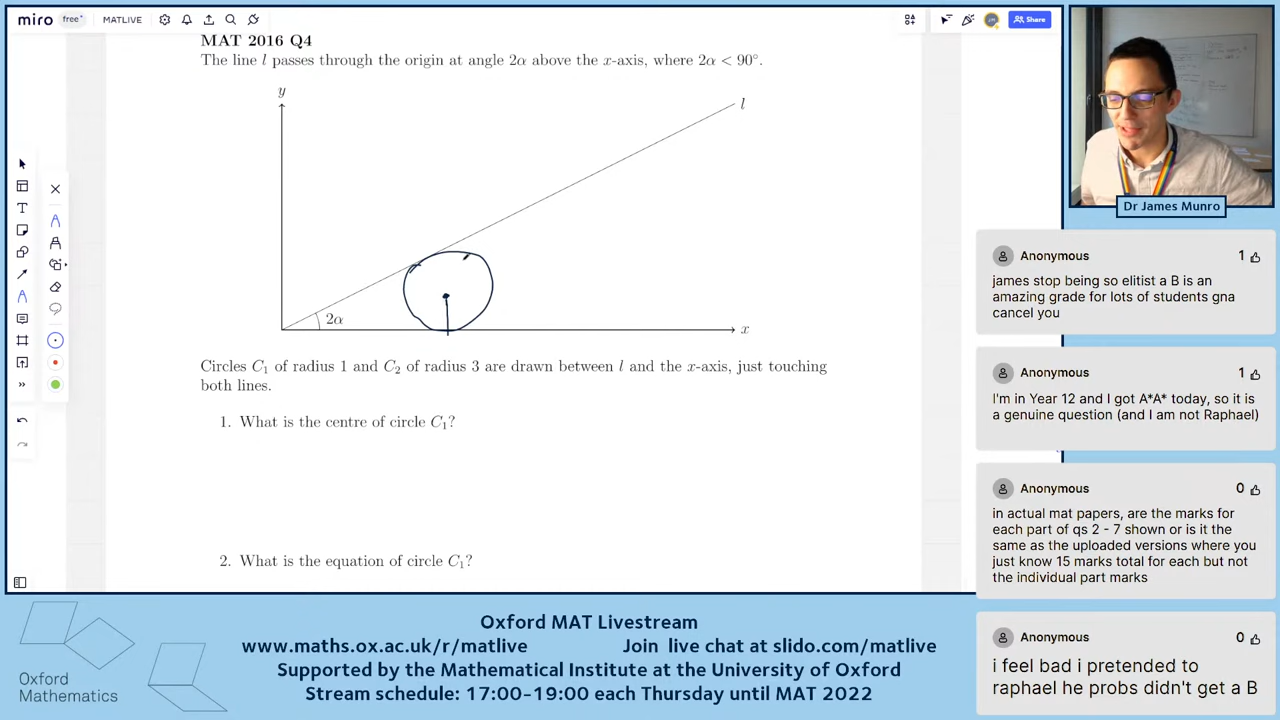 miro free MATLIVE Share
MAT 2016 Q4
The line l passes through the origin at angle 2α above the x-axis, where 2α < 90°.
y
l
2α
x
Circles C₁ of radius 1 and C₂ of radius 3 are drawn between l and the x-axis, just touching
both lines.
1. What is the centre of circle C₁?
2. What is the equation of circle C₁?
Dr James Munro
Anonymous 1
james stop being so elitist a B is an
amazing grade for lots of students gna
cancel you
Anonymous 1
I'm in Year 12 and I got A*A* today, so it is
a genuine question (and I am not Raphael)
Anonymous 0
in actual mat papers, are the marks for
each part of qs 2 - 7 shown or is it the
same as the uploaded versions where you
just know 15 marks total for each but not
the individual part marks
Anonymous 0
i feel bad i pretended to
raphael he probs didn't get a B
Oxford
Mathematics
Oxford MAT Livestream
www.maths.ox.ac.uk/r/matlive Join live chat at slido.com/matlive
Supported by the Mathematical Institute at the University of Oxford
Stream schedule: 17:00-19:00 each Thursday until MAT 2022